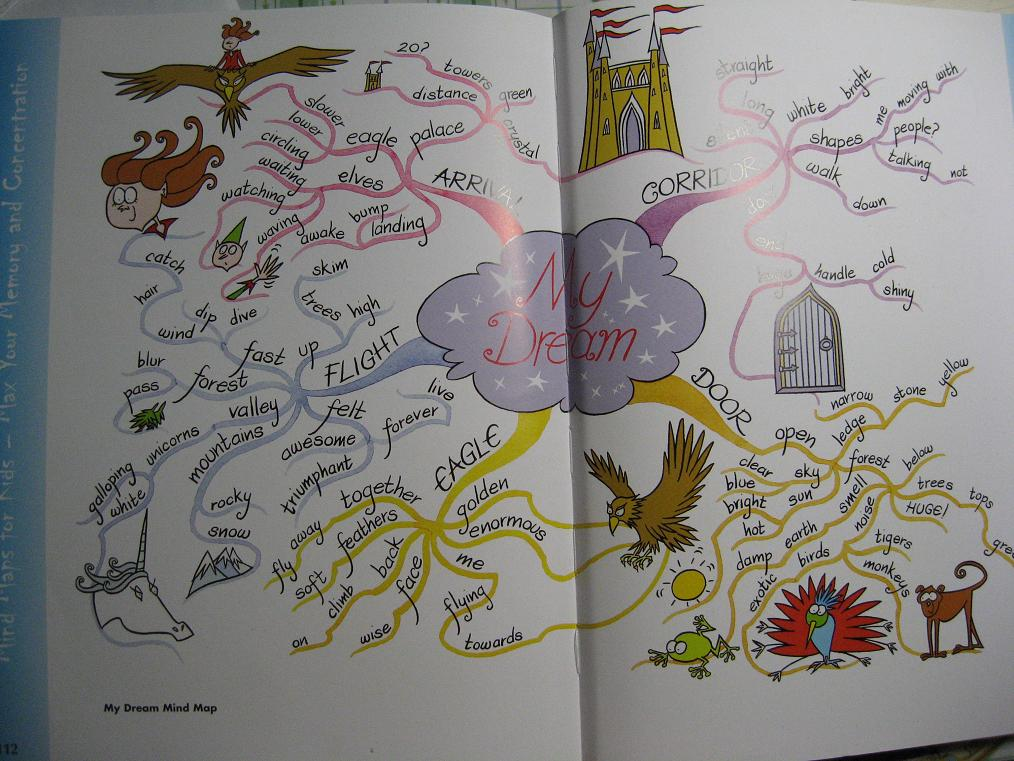 Mind Maps for Kids – Max Your Memory and Concentration
My Dream
CORRIDOR
straight
long
silent
white
bright
shapes
me
moving
with
people?
talking
not
walk
down
end
handle
cold
shiny
DOOR
open
ledge
narrow
stone
yellow
sky
clear
blue
sun
bright
hot
forest
below
trees
tops
HUGE!
smell
earth
damp
noise
birds
exotic
tigers
monkeys
EAGLE
golden
enormous
me
flying
towards
face
wise
back
climb
on
feathers
soft
together
away
fly
FLIGHT
up
trees
skim
high
fast
dip
dive
wind
hair
catch
forest
blur
pass
valley
unicorns
galloping
white
mountains
rocky
snow
felt
awesome
triumphant
forever
live
ARRIVAL
palace
towers
20?
distance
green
crystal
eagle
slower
lower
circling
elves
waiting
watching
waving
landing
bump
awake
My Dream Mind Map
112